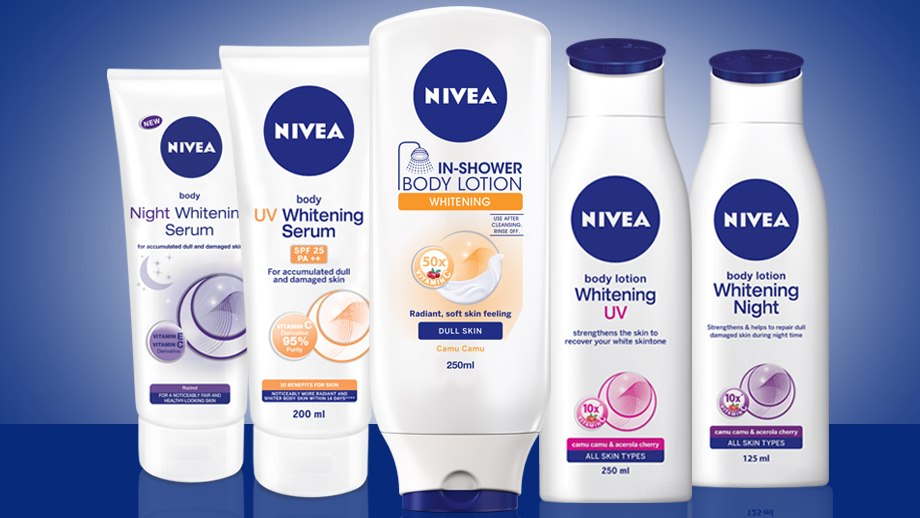 NEW
NIVEA
body
Night Whitenin
Serum
for accumulated dull and damaged skin
VITAMIN E
VITAMIN C
Derivative
Rucinol
FOR A NOTICEABLY FAIR AND
HEALTHY-LOOKING SKIN
NIVEA
body
UV Whitening
Serum
SPF 25
PA ++
For accumulated dull
and damaged skin
VITAMIN C
Derivative
95%
Purity
10 BENEFITS FOR SKIN
NOTICEABLY MORE RADIANT AND
WHITER BODY SKIN WITHIN 14 DAYS****
200 ml
NIVEA
IN-SHOWER
BODY LOTION
WHITENING
USE AFTER
CLEANSING.
RINSE OFF.
50x
VITAMIN C
Radiant, soft skin feeling
DULL SKIN
Camu Camu
250ml
NIVEA
body lotion
Whitening
UV
strengthens the skin to
recover your white skintone
10x
VITAMIN C
camu camu & acerola cherry
ALL SKIN TYPES
250 ml
NIVEA
body lotion
Whitening
Night
Strengthens & helps to repair dull
damaged skin during night time
10x
VITAMIN C
camu camu & acerola cherry
ALL SKIN TYPES
125 ml